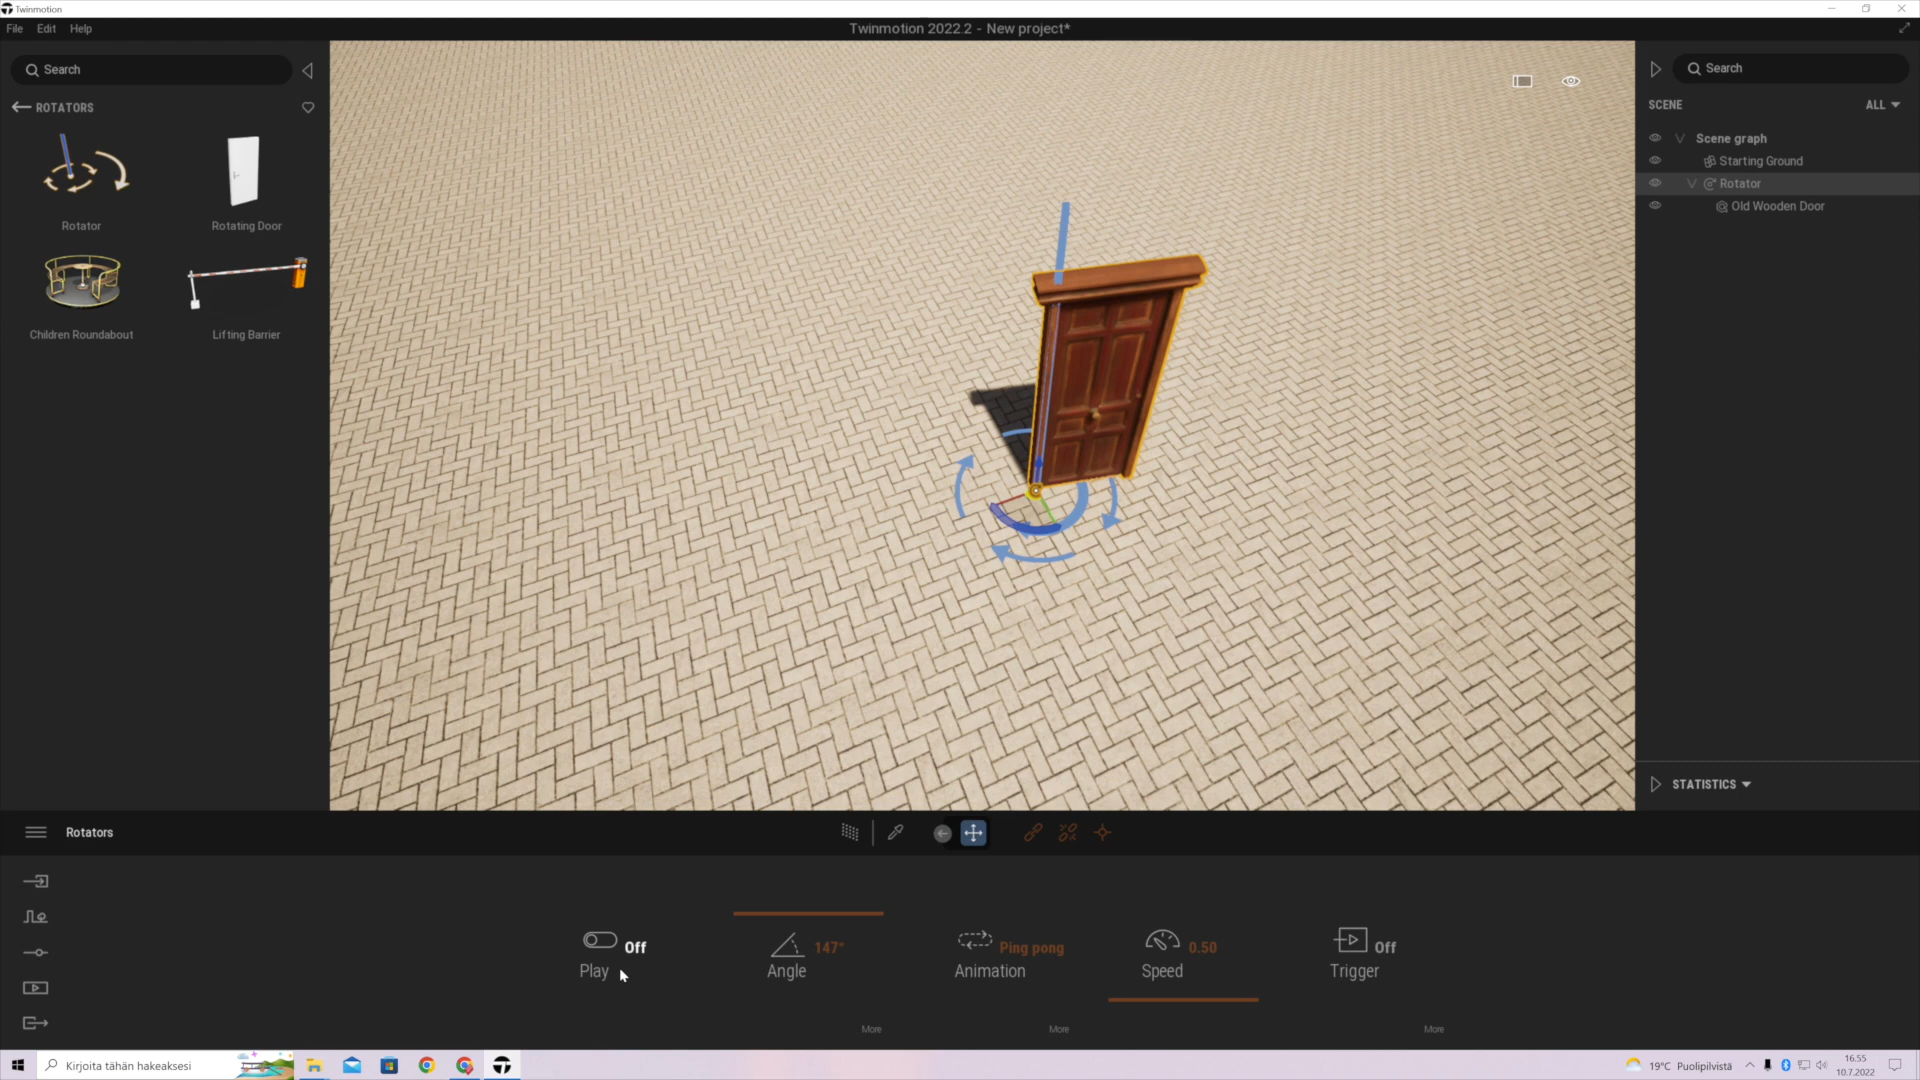 Twinmotion
File Edit Help
Twinmotion 2022.2 - New project*
Search
ROTATORS
Rotator
Rotating Door
Children Roundabout
Lifting Barrier
Search
SCENE
ALL
Scene graph
Starting Ground
Rotator
Old Wooden Door
STATISTICS
Rotators
Off
Play
147°
Angle
Ping pong
Animation
0.50
Speed
Off
Trigger
More
More
More
Kirjoita tähän hakeaksesi
19°C Puolipilvistä
16.55
10.7.2022